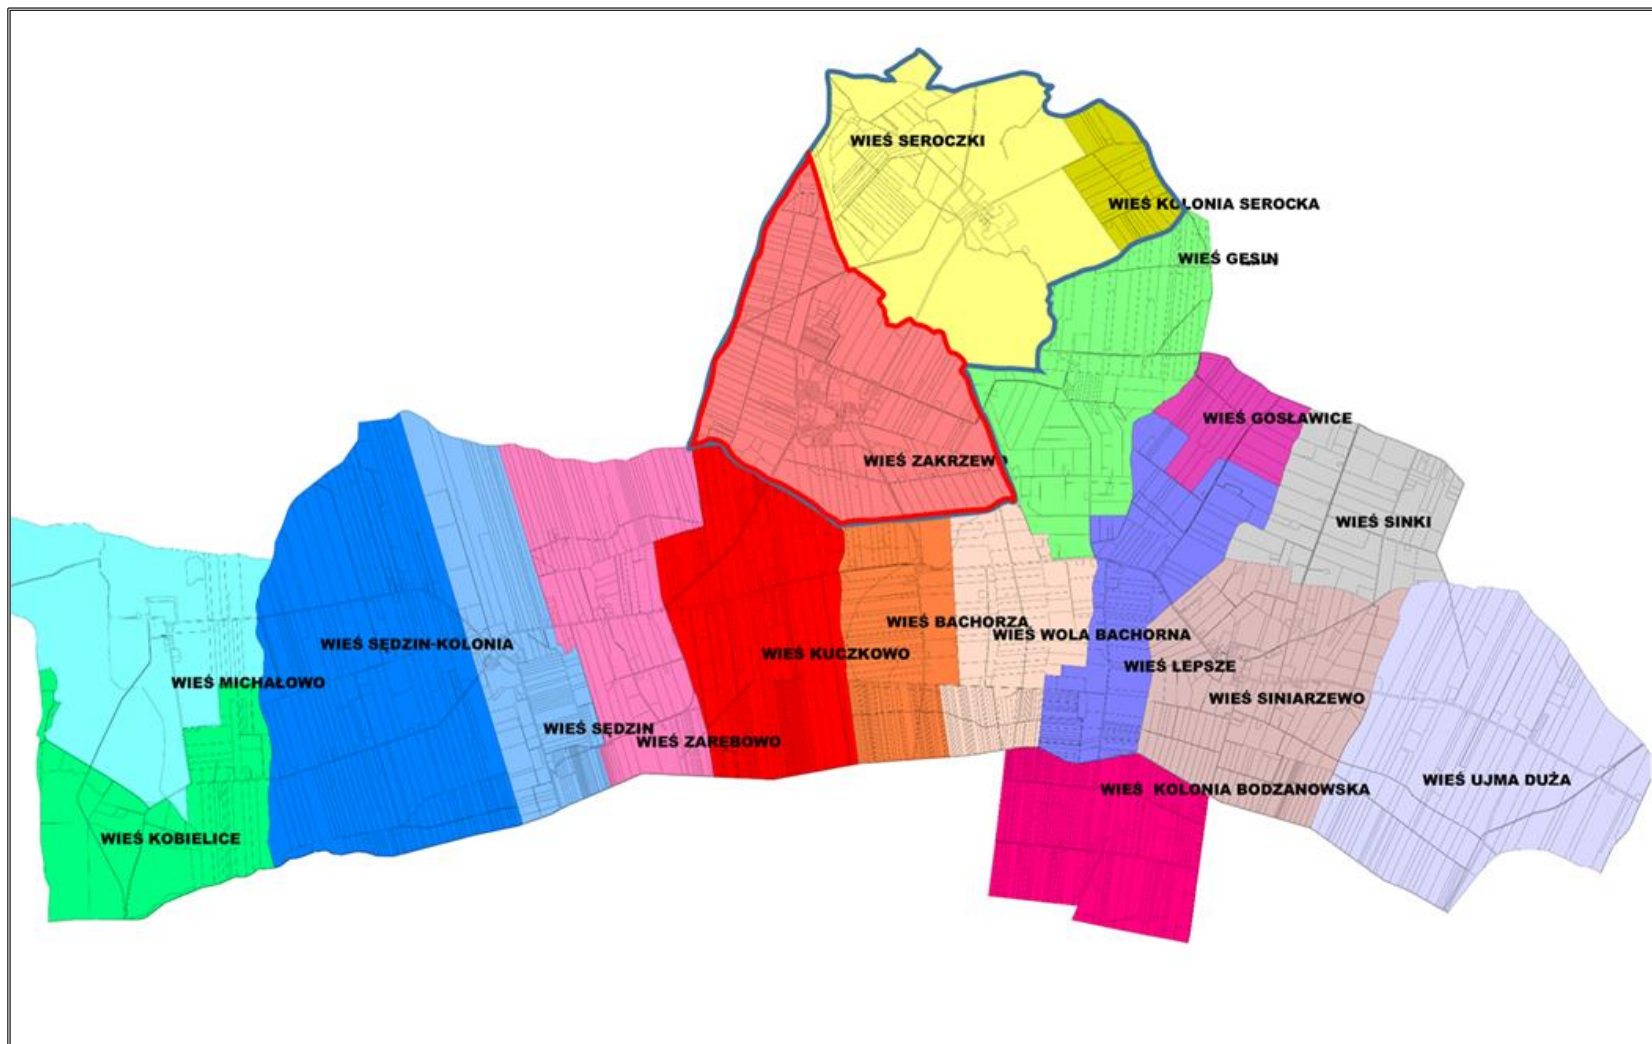 WIEŚ SEROCZKI
WIEŚ KOLONIA SEROCKA
WIEŚ GĘSIN
WIEŚ GOSŁAWICE
WIEŚ ZAKRZEWO
WIEŚ SINKI
WIEŚ BACHORZA
WIEŚ WOLA BACHORNA
WIEŚ SĘDZIN-KOLONIA
WIEŚ KUCZKOWO
WIEŚ LEPSZE
WIEŚ MICHAŁOWO
WIEŚ SINIARZEWO
WIEŚ SĘDZIN
WIEŚ ZARĘBOWO
WIEŚ UJMA DUŻA
WIEŚ KOLONIA BODZANOWSKA
WIEŚ KOBIELICE